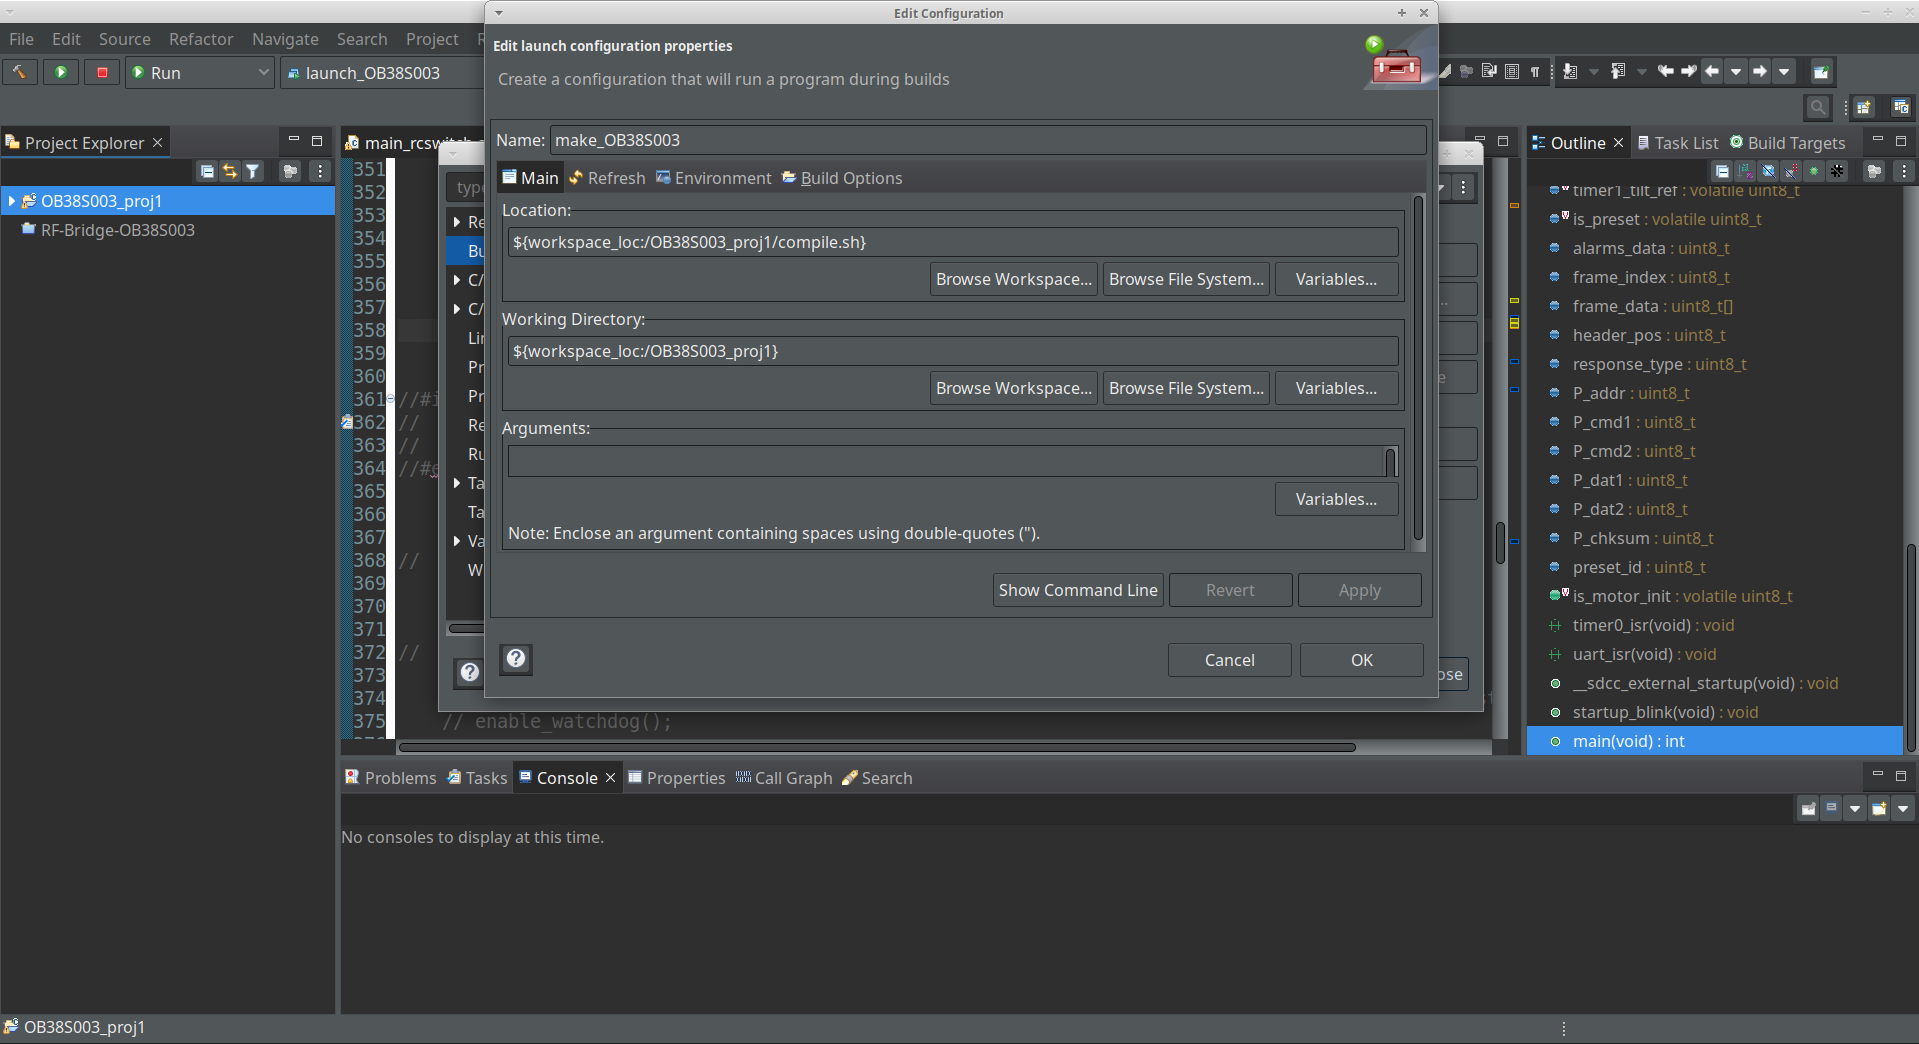 Edit Configuration
File Edit Source Refactor Navigate Search Project
Run
launch_OB38S003
Edit launch configuration properties
Create a configuration that will run a program during builds
Name: make_OB38S003
Main Refresh Environment Build Options
Location:
${workspace_loc:/OB38S003_proj1/compile.sh}
Browse Workspace... Browse File System... Variables...
Working Directory:
${workspace_loc:/OB38S003_proj1}
Browse Workspace... Browse File System... Variables...
Arguments:
Variables...
Note: Enclose an argument containing spaces using double-quotes (").
Show Command Line Revert Apply
Cancel OK
Project Explorer
OB38S003_proj1
RF-Bridge-OB38S003
main_rcswitch
351
352
353
354
355
356
357
358
359
360
361 //#i
362 //
363 //
364 //#e
365
366
367
368 //
369
370
371
372 //
373
374
375 // enable_watchdog();
type
Re
Bu
C/
C/
Lin
Pr
Pr
Re
Ru
Ta
Ta
Va
W
ose
Outline Task List Build Targets
timer1_tilt_ref : volatile uint8_t
is_preset : volatile uint8_t
alarms_data : uint8_t
frame_index : uint8_t
frame_data : uint8_t[]
header_pos : uint8_t
response_type : uint8_t
P_addr : uint8_t
P_cmd1 : uint8_t
P_cmd2 : uint8_t
P_dat1 : uint8_t
P_dat2 : uint8_t
P_chksum : uint8_t
preset_id : uint8_t
is_motor_init : volatile uint8_t
timer0_isr(void) : void
uart_isr(void) : void
__sdcc_external_startup(void) : void
startup_blink(void) : void
main(void) : int
Problems Tasks Console Properties Call Graph Search
No consoles to display at this time.
OB38S003_proj1